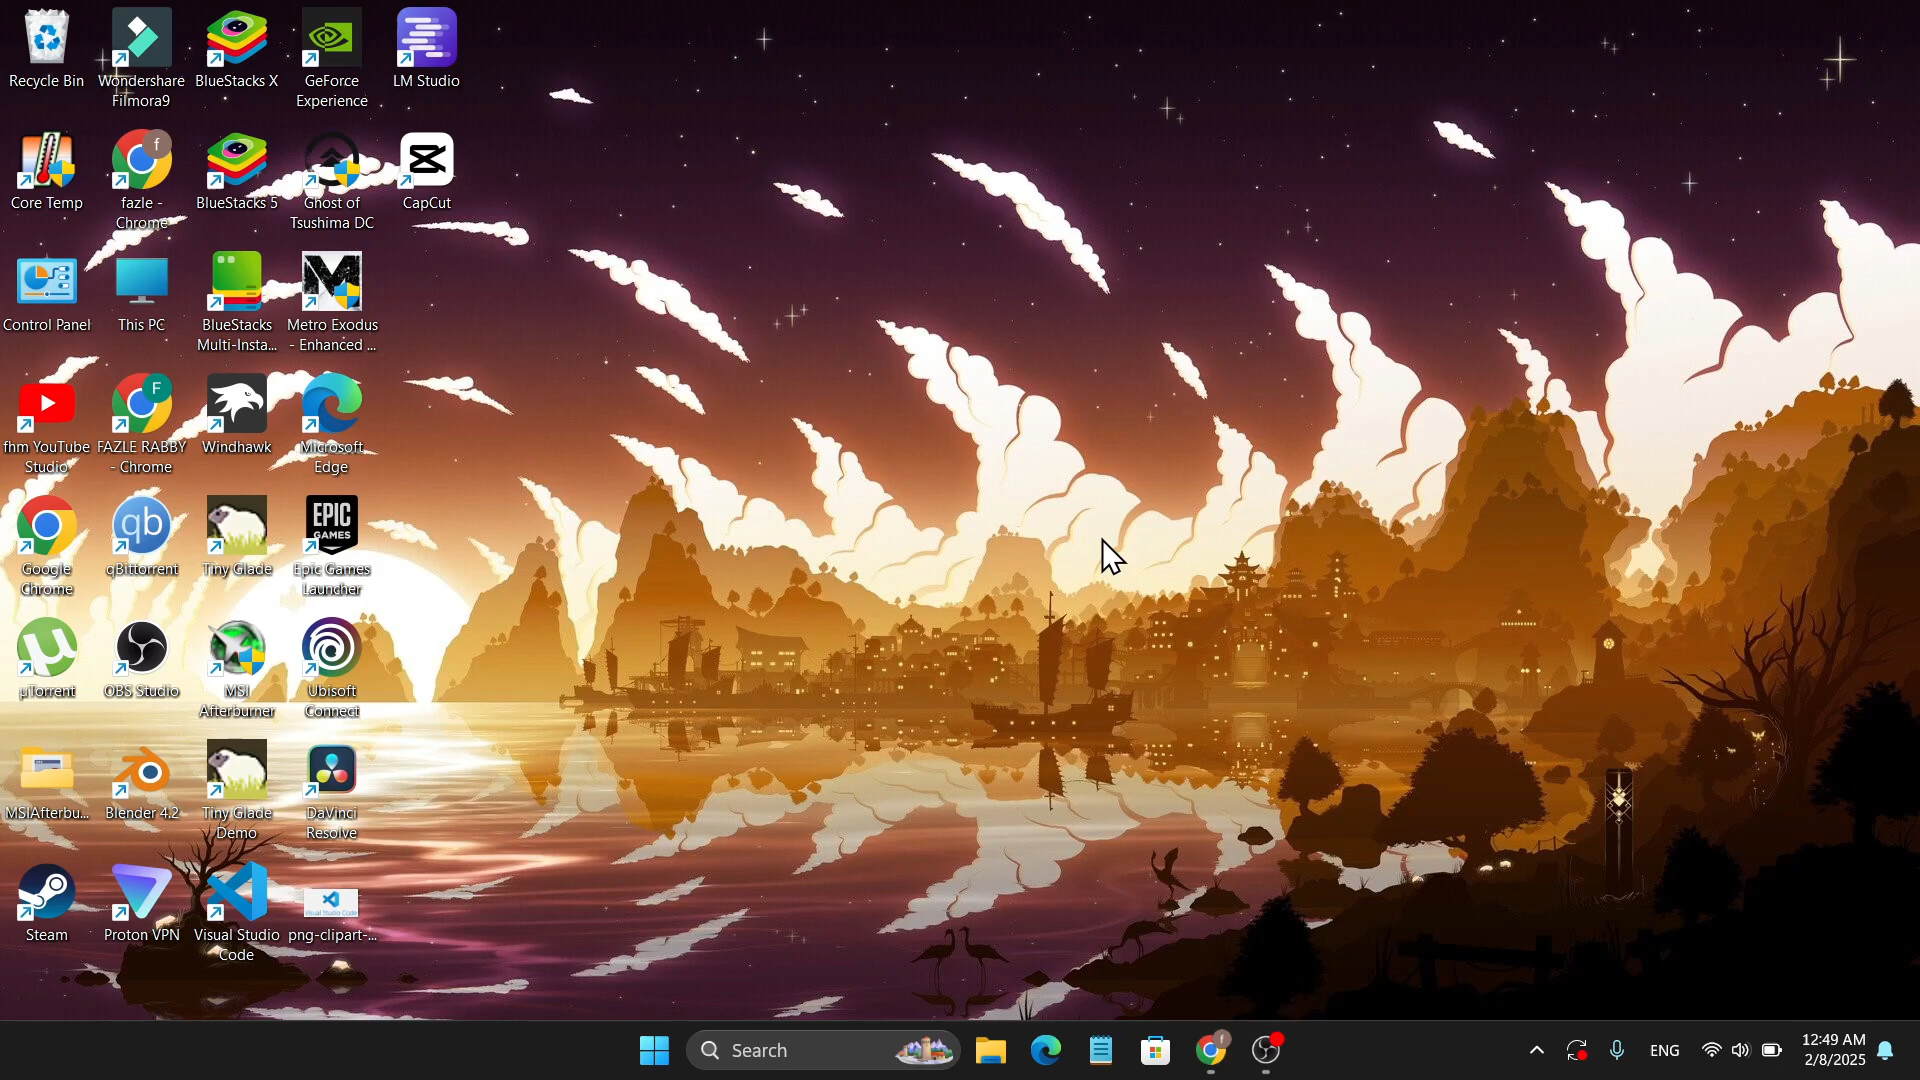 Recycle Bin
Wondershare
Filmora9
BlueStacks X
GeForce
Experience
LM Studio
Core Temp
f
fazle -
Chrome
BlueStacks 5
Ghost of
Tsushima DC
CapCut
Control Panel
This PC
BlueStacks
Multi-Insta...
Metro Exodus
- Enhanced ...
fhm YouTube
Studio
F
FAZLE RABBY
- Chrome
Windhawk
Microsoft
Edge
Google
Chrome
qb
qBittorrent
Tiny Glade
EPIC
GAMES
Epic Games
Launcher
µTorrent
OBS Studio
MSI
Afterburner
Ubisoft
Connect
MSIAfterbu...
Blender 4.2
Tiny Glade
Demo
DaVinci
Resolve
Steam
Proton VPN
Visual Studio
Code
Visual Studio Code
png-clipart-...
Search
f
ENG
12:49 AM
2/8/2025